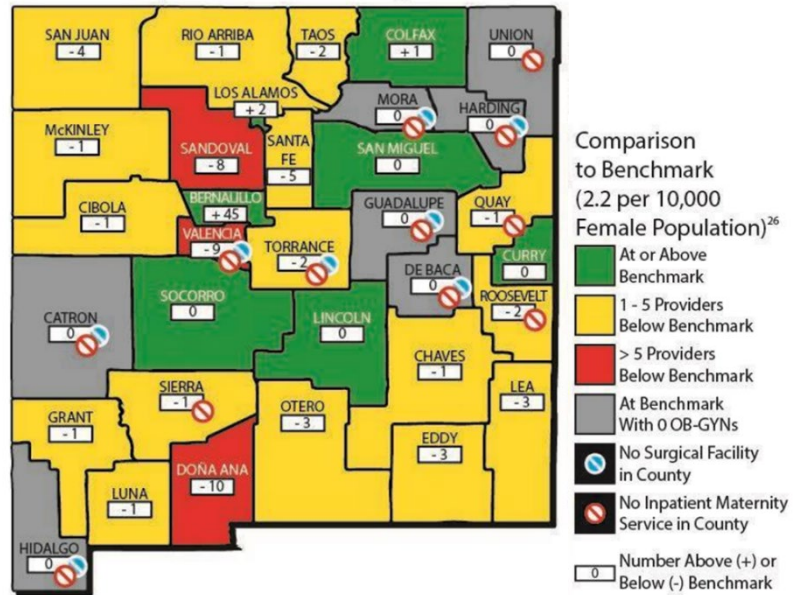 SAN JUAN
- 4
RIO ARRIBA
- 1
TAOS
- 2
COLFAX
+ 1
UNION
0
LOS ALAMOS
+ 2
MORA
0
HARDING
0
McKINLEY
- 1
SANDOVAL
- 8
SANTA
FE
- 5
SAN MIGUEL
0
CIBOLA
- 1
BERNALILLO
+ 45
GUADALUPE
0
QUAY
- 1
VALENCIA
- 9
TORRANCE
- 2
CURRY
0
DE BACA
0
CATRON
0
SOCORRO
0
LINCOLN
0
ROOSEVELT
- 2
CHAVES
- 1
SIERRA
- 1
LEA
- 3
GRANT
- 1
OTERO
- 3
EDDY
- 3
DOÑA ANA
- 10
LUNA
- 1
HIDALGO
0
Comparison
to Benchmark
(2.2 per 10,000
Female Population)26
At or Above
Benchmark
1 - 5 Providers
Below Benchmark
> 5 Providers
Below Benchmark
At Benchmark
With 0 OB-GYNs
No Surgical Facility
in County
No Inpatient Maternity
Service in County
0
Number Above (+) or
Below (-) Benchmark